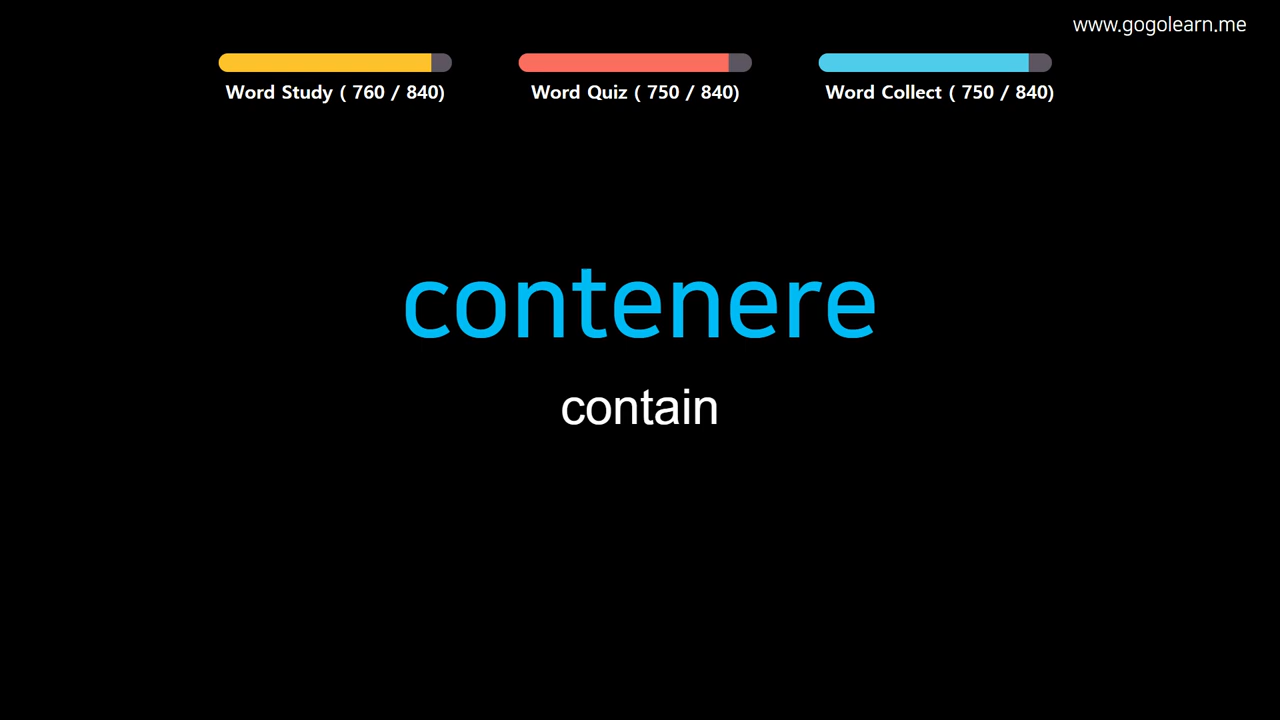 www.gogolearn.me
Word Study ( 760 / 840)
Word Quiz ( 750 / 840)
Word Collect ( 750 / 840)
contenere
contain